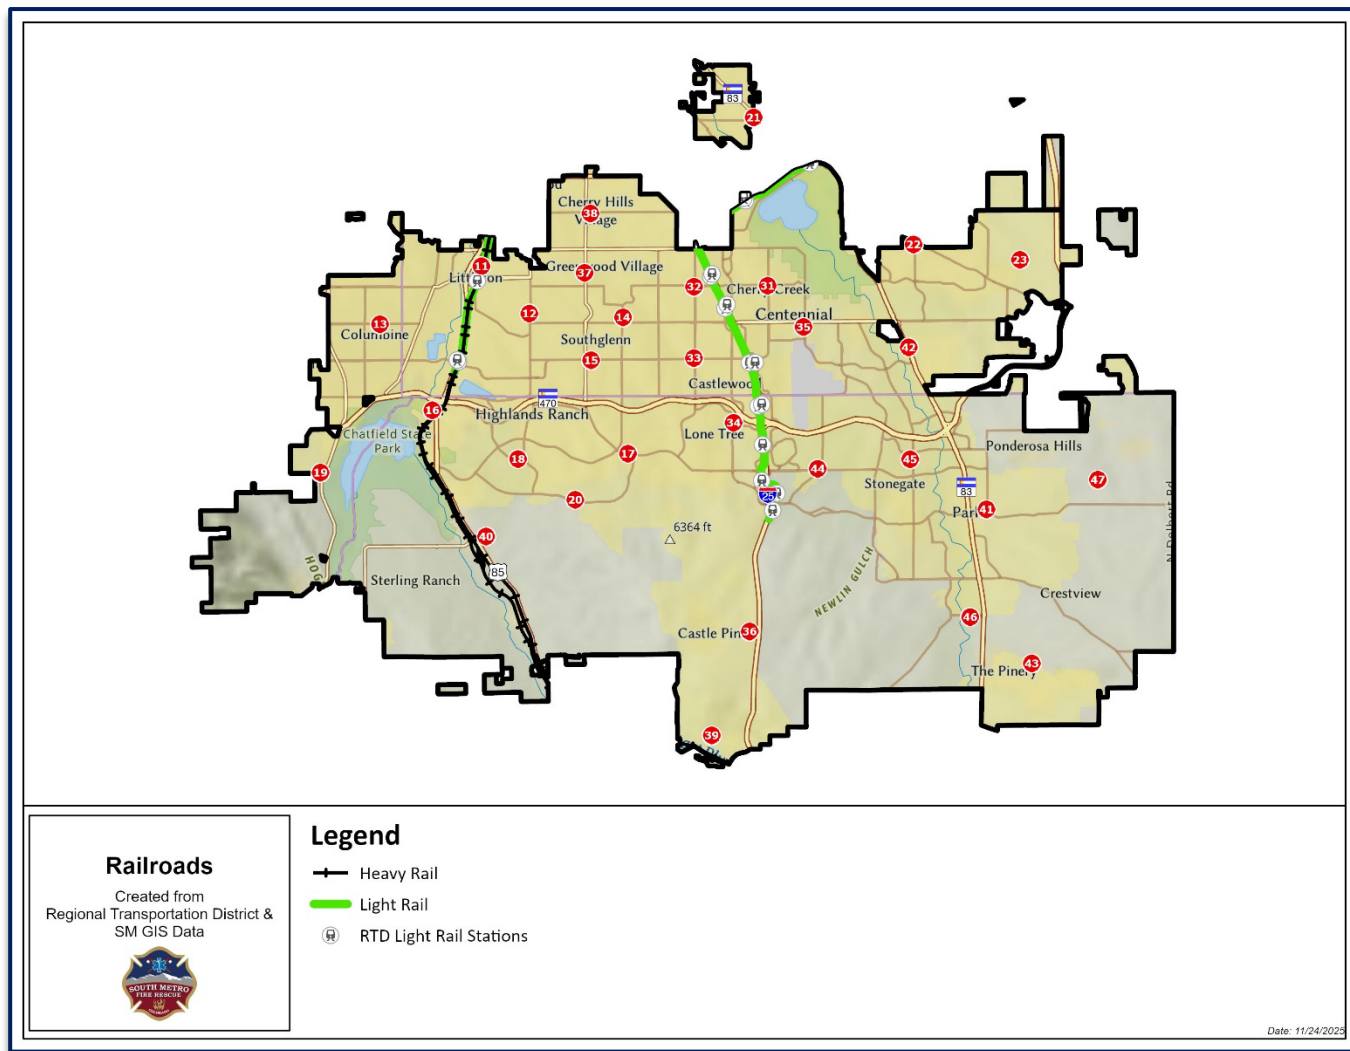 83
21
Cherry Hills
Village
38
22
23
11
Littleton
Greenwood Village
37
32
31
Cherry Creek
12
14
Centennial
35
13
Columbine
Southglenn
15
33
42
Castlewood
470
16
Highlands Ranch
34
Lone Tree
Chatfield State
Park
Ponderosa Hills
18
17
44
45
19
Stonegate
47
20
25
83
41
6364 ft
N Delbert Rd
40
HOG
85
Sterling Ranch
NEWLIN GULCH
Crestview
46
Castle Pin
36
43
The Pinery
39
Legend
Railroads
Heavy Rail
Created from
Regional Transportation District &
SM GIS Data
Light Rail
RTD Light Rail Stations
SOUTH METRO
FIRE RESCUE
Date: 11/24/2025